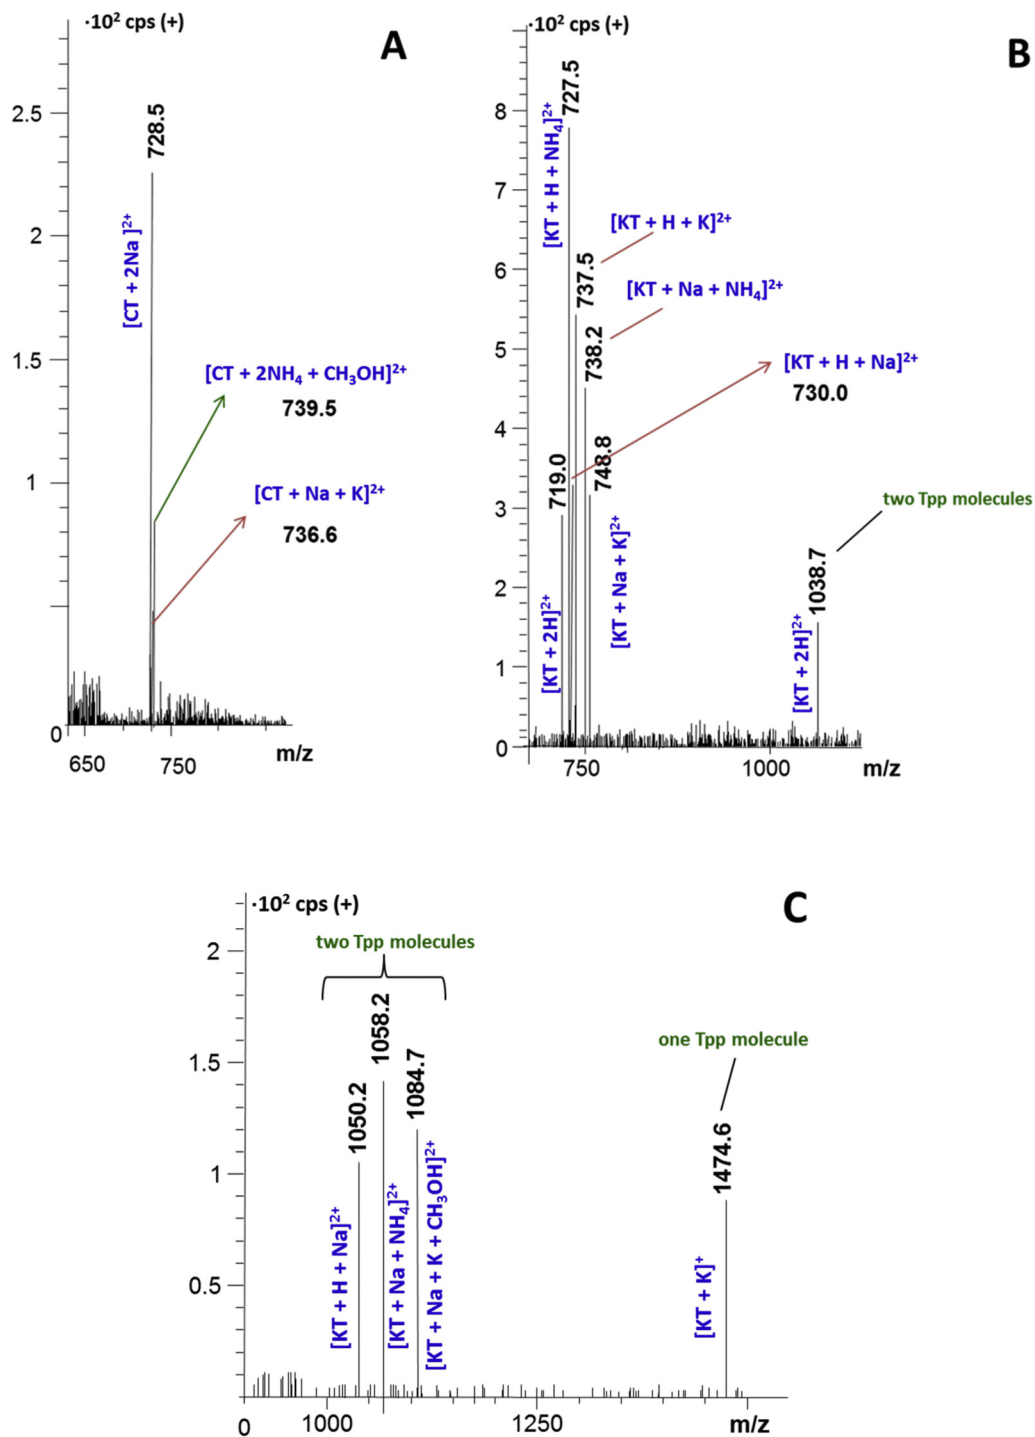 ·10² cps (+)
A
2.5
2
1.5
1
0
650
750
m/z
728.5
[CT + 2Na ]²⁺
[CT + 2NH₄ + CH₃OH]²⁺
739.5
[CT + Na + K]²⁺
736.6
·10² cps (+)
B
8
7
6
5
4
3
2
1
0
750
1000
m/z
727.5
[KT + H + NH₄]²⁺
[KT + H + K]²⁺
737.5
[KT + Na + NH₄]²⁺
738.2
[KT + H + Na]²⁺
730.0
719.0
748.8
[KT + 2H]²⁺
[KT + Na + K]²⁺
two Tpp molecules
1038.7
[KT + 2H]²⁺
·10² cps (+)
C
two Tpp molecules
2
1.5
1
0.5
0
1000
1250
m/z
1050.2
1058.2
1084.7
[KT + H + Na]²⁺
[KT + Na + NH₄]²⁺
[KT + Na + K + CH₃OH]²⁺
one Tpp molecule
1474.6
[KT + K]⁺